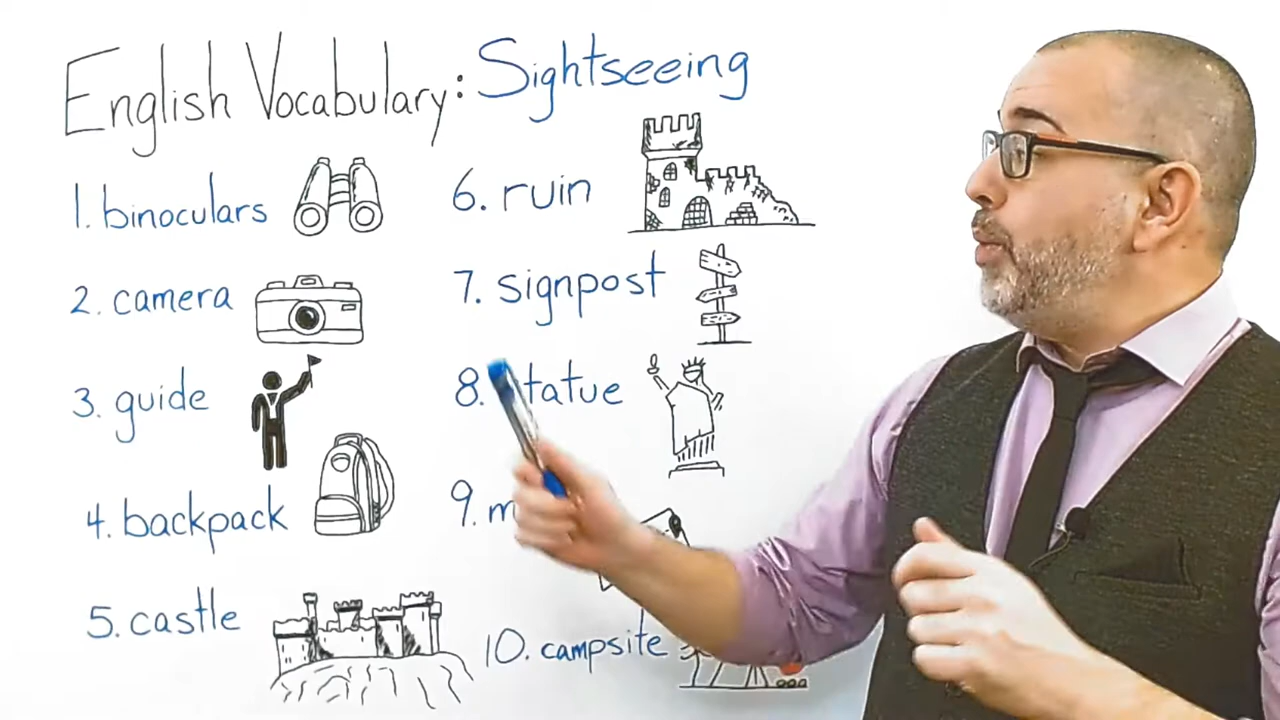 English Vocabulary: Sightseeing
1. binoculars
2. camera
3. guide
4. backpack
5. castle
6. ruin
7. signpost
8. tatue
9. m
10. campsite